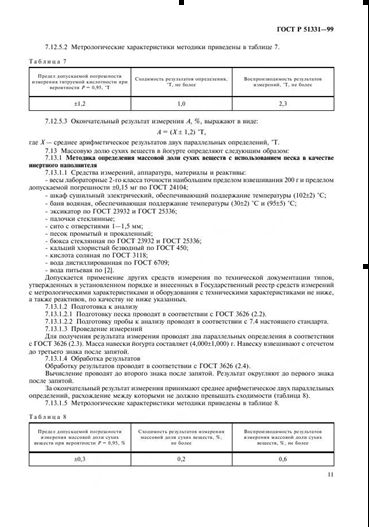 ГОСТ Р 51331—99
7.12.5.2 Метрологические характеристики методики приведены в таблице 7.
Таблица 7
Предел допускаемой погрешности измерения титруемой кислотности при вероятности P = 0,95, °Т
Сходимость результатов определения, °Т, не более
Воспроизводимость результатов измерений, °Т, не более
±1,2
1,0
2,3
7.12.5.3 Окончательный результат измерения A, %, выражают в виде:
A = (X ± 1,2) °Т,
где X — среднее арифметическое результатов двух параллельных определений, °Т.
7.13 Массовую долю сухих веществ в йогурте определяют следующим образом:
7.13.1 Методика определения массовой доли сухих веществ с использованием песка в качестве
инертного наполнителя
7.13.1.1 Средства измерений, аппаратура, материалы и реактивы:
- весы лабораторные 2-го класса точности наибольшим пределом взвешивания 200 г и пределом
допускаемой погрешности ±0,15 мг по ГОСТ 24104;
- шкаф сушильный электрический, обеспечивающий поддержание температуры (102±2) °С;
- баня водяная, обеспечивающая поддержание температуры (30±2) °С и (95±5) °С;
- эксикатор по ГОСТ 23932 и ГОСТ 25336;
- палочки стеклянные;
- сито с отверстиями 1—1,5 мм;
- песок промытый и прокаленный;
- бюкса стеклянная по ГОСТ 23932 и ГОСТ 25336;
- кальций хлористый безводный по ГОСТ 450;
- кислота соляная по ГОСТ 3118;
- вода дистиллированная по ГОСТ 6709;
- вода питьевая по [2].
Допускается применение других средств измерения по технической документации типов,
утвержденных в установленном порядке и внесенных в Государственный реестр средств измерений
с метрологическими характеристиками и оборудования с техническими характеристиками не ниже,
а также реактивов, по качеству не ниже указанных.
7.13.1.2 Подготовка к анализу
7.13.1.2.1 Подготовку песка проводят в соответствии с ГОСТ 3626 (2.2).
7.13.1.2.2 Подготовку пробы к анализу проводят в соответствии с 7.4 настоящего стандарта.
7.13.1.3 Проведение измерений
Для получения результата измерения проводят два параллельных определения в соответствии
с ГОСТ 3626 (2.3). Масса навески йогурта составляет (4,000±1,000) г. Навеску взвешивают с отсчетом
до третьего знака после запятой.
7.13.1.4 Обработка результатов
Обработку результатов проводят в соответствии с ГОСТ 3626 (2.4).
Вычисление проводят до второго знака после запятой. Результат округляют до первого знака
после запятой.
За окончательный результат измерения принимают среднее арифметическое двух параллельных
определений, расхождение между которыми не должно превышать сходимости (таблица 8).
7.13.1.5 Метрологические характеристики методики приведены в таблице 8.
Таблица 8
Предел допускаемой погрешности измерения массовой доли сухих веществ при вероятности P = 0,95, %
Сходимость результатов измерения массовой доли сухих веществ, %, не более
Воспроизводимость результатов измерения массовой доли сухих веществ, %, не более
±0,3
0,2
0,6
11